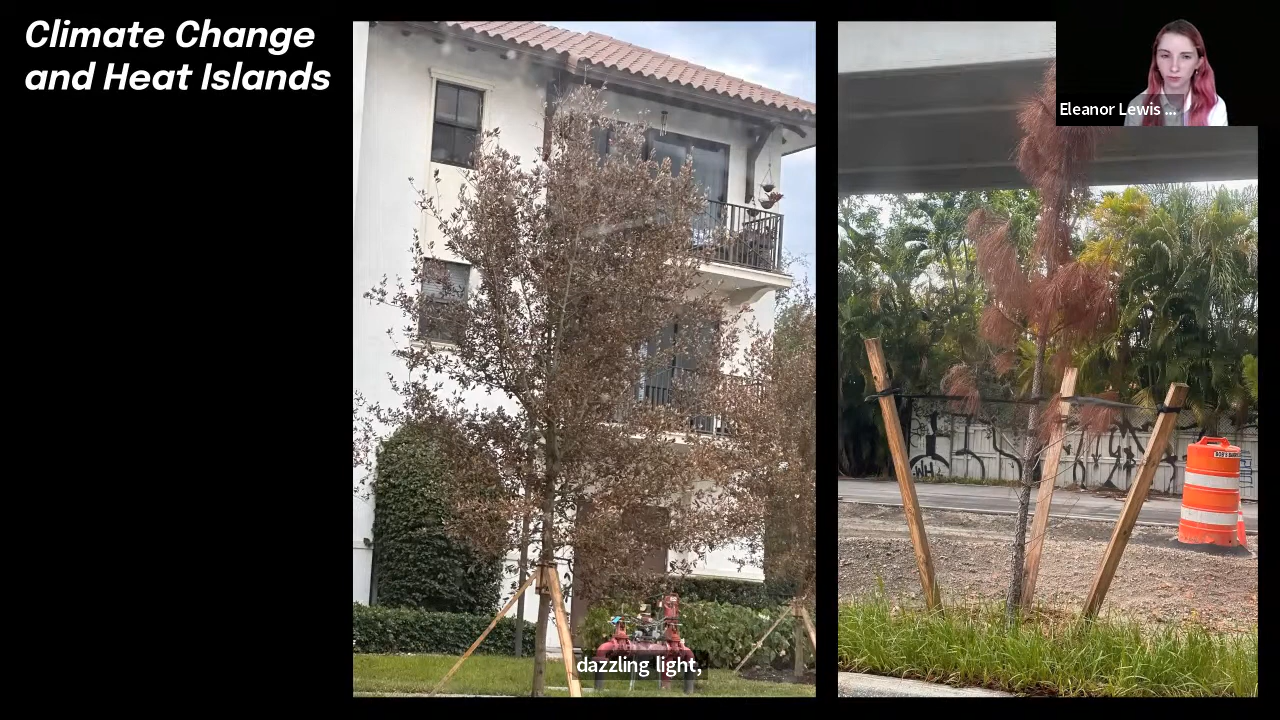 Climate Change
and Heat Islands
Eleanor Lewis ...
dazzling light,